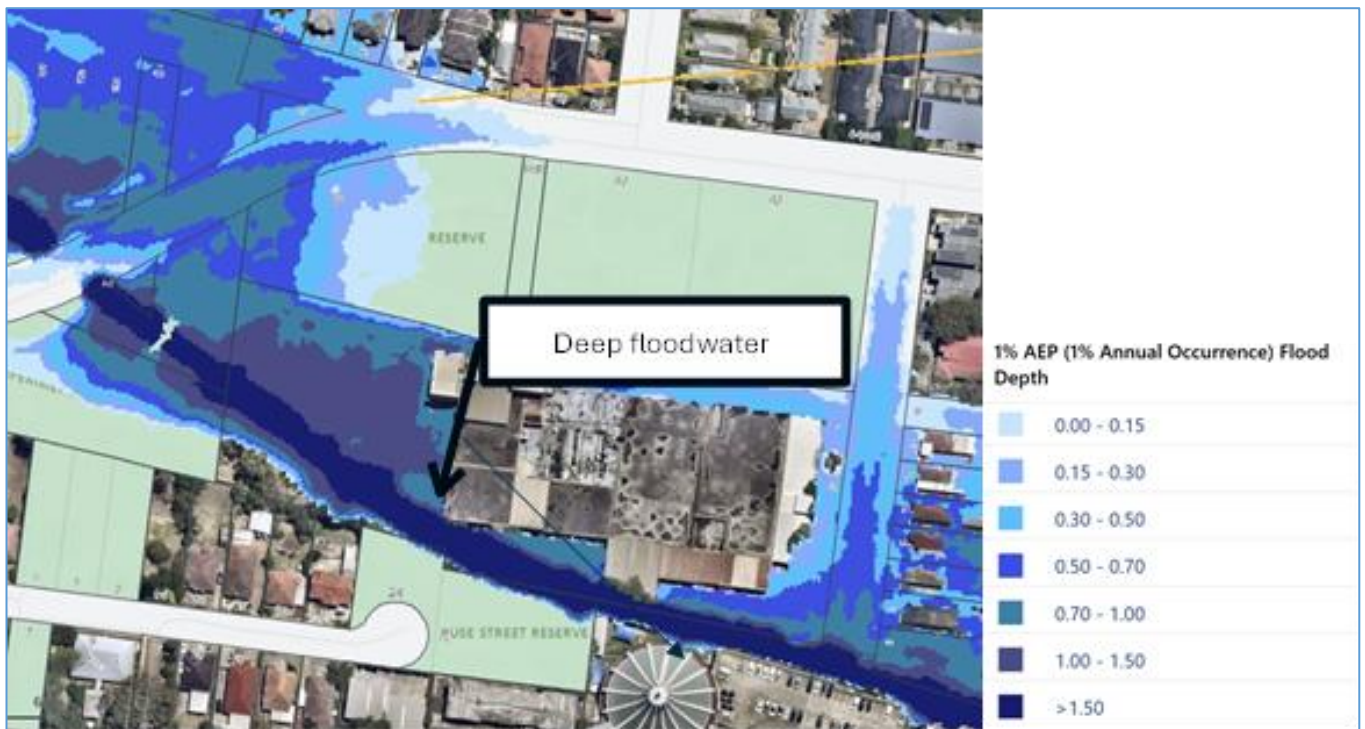 RESERVE
Deep floodwater
24
USE STREET RESERVE
1% AEP (1% Annual Occurrence) Flood
Depth
0.00 - 0.15
0.15 - 0.30
0.30 - 0.50
0.50 - 0.70
0.70 - 1.00
1.00 - 1.50
>1.50